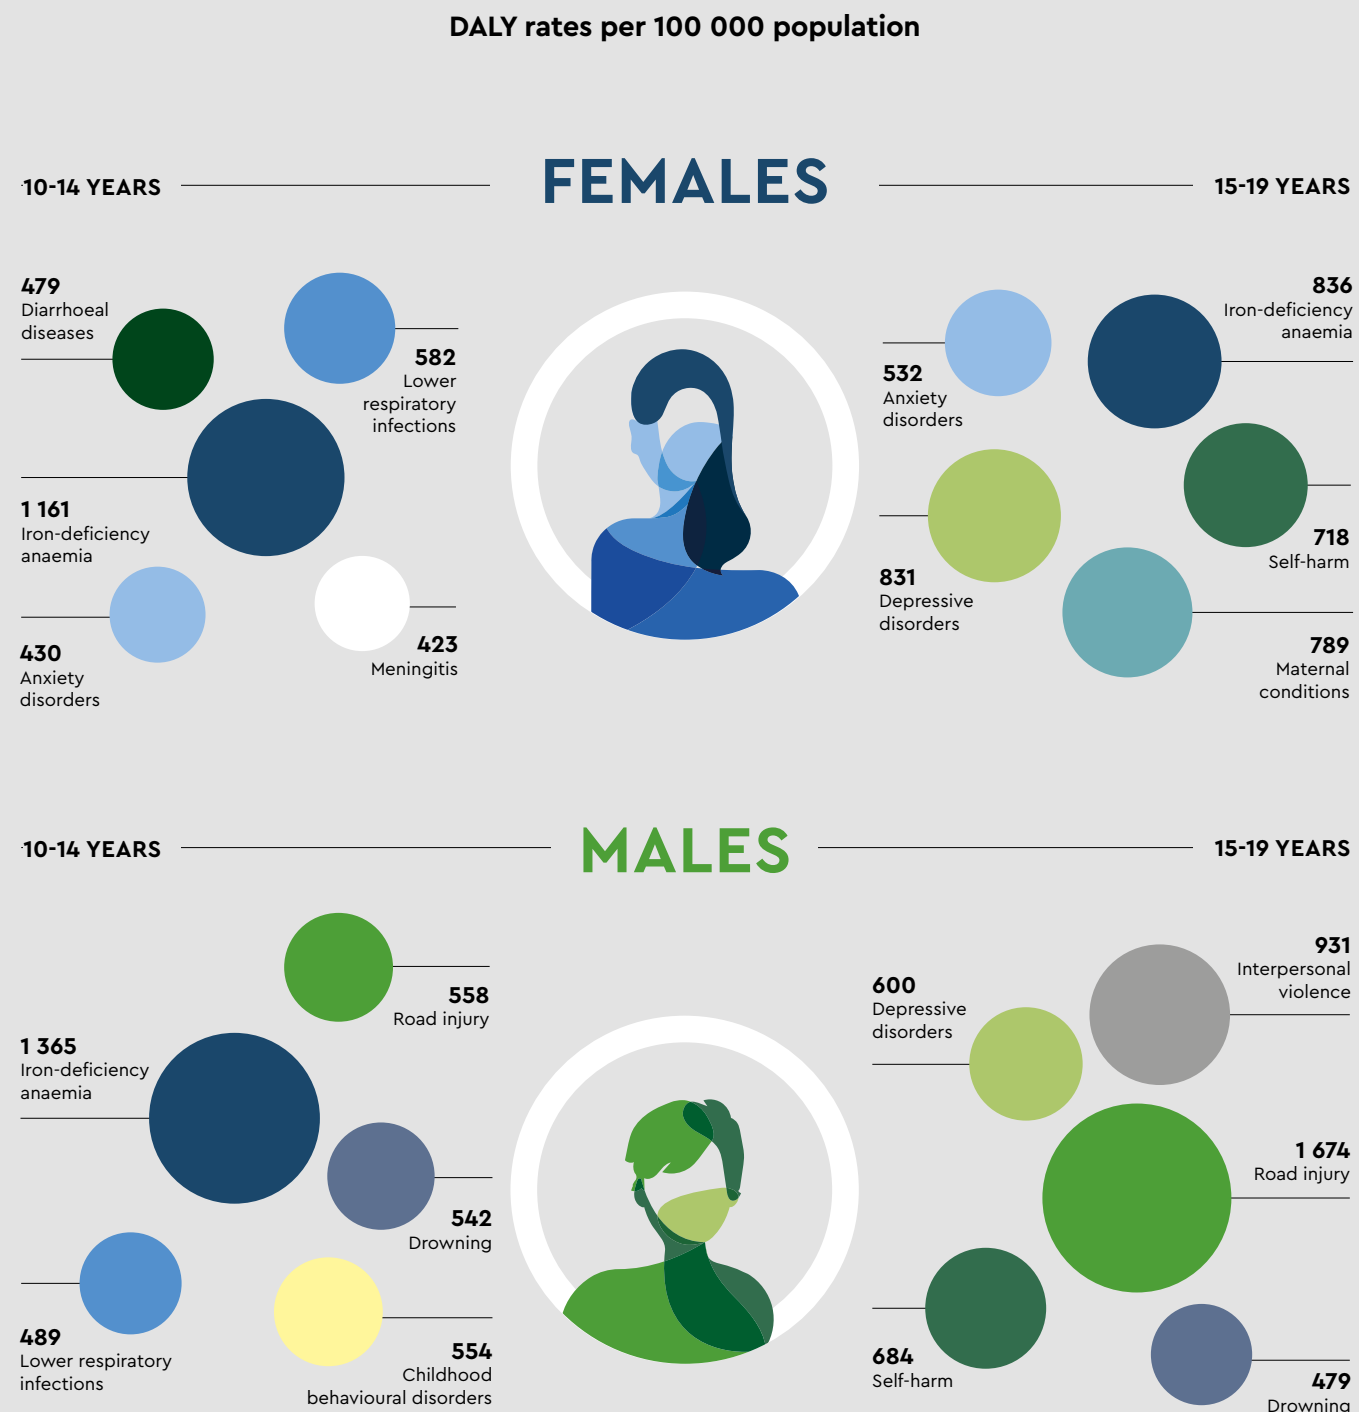 DALY rates per 100 000 population
FEMALES
10-14 YEARS
15-19 YEARS
479
Diarrhoeal
diseases
582
Lower
respiratory
infections
1 161
Iron-deficiency
anaemia
430
Anxiety
disorders
423
Meningitis
836
Iron-deficiency
anaemia
532
Anxiety
disorders
718
Self-harm
831
Depressive
disorders
789
Maternal
conditions
MALES
10-14 YEARS
15-19 YEARS
558
Road injury
1 365
Iron-deficiency
anaemia
542
Drowning
489
Lower respiratory
infections
554
Childhood
behavioural disorders
931
Interpersonal
violence
600
Depressive
disorders
1 674
Road injury
684
Self-harm
479
Drowning